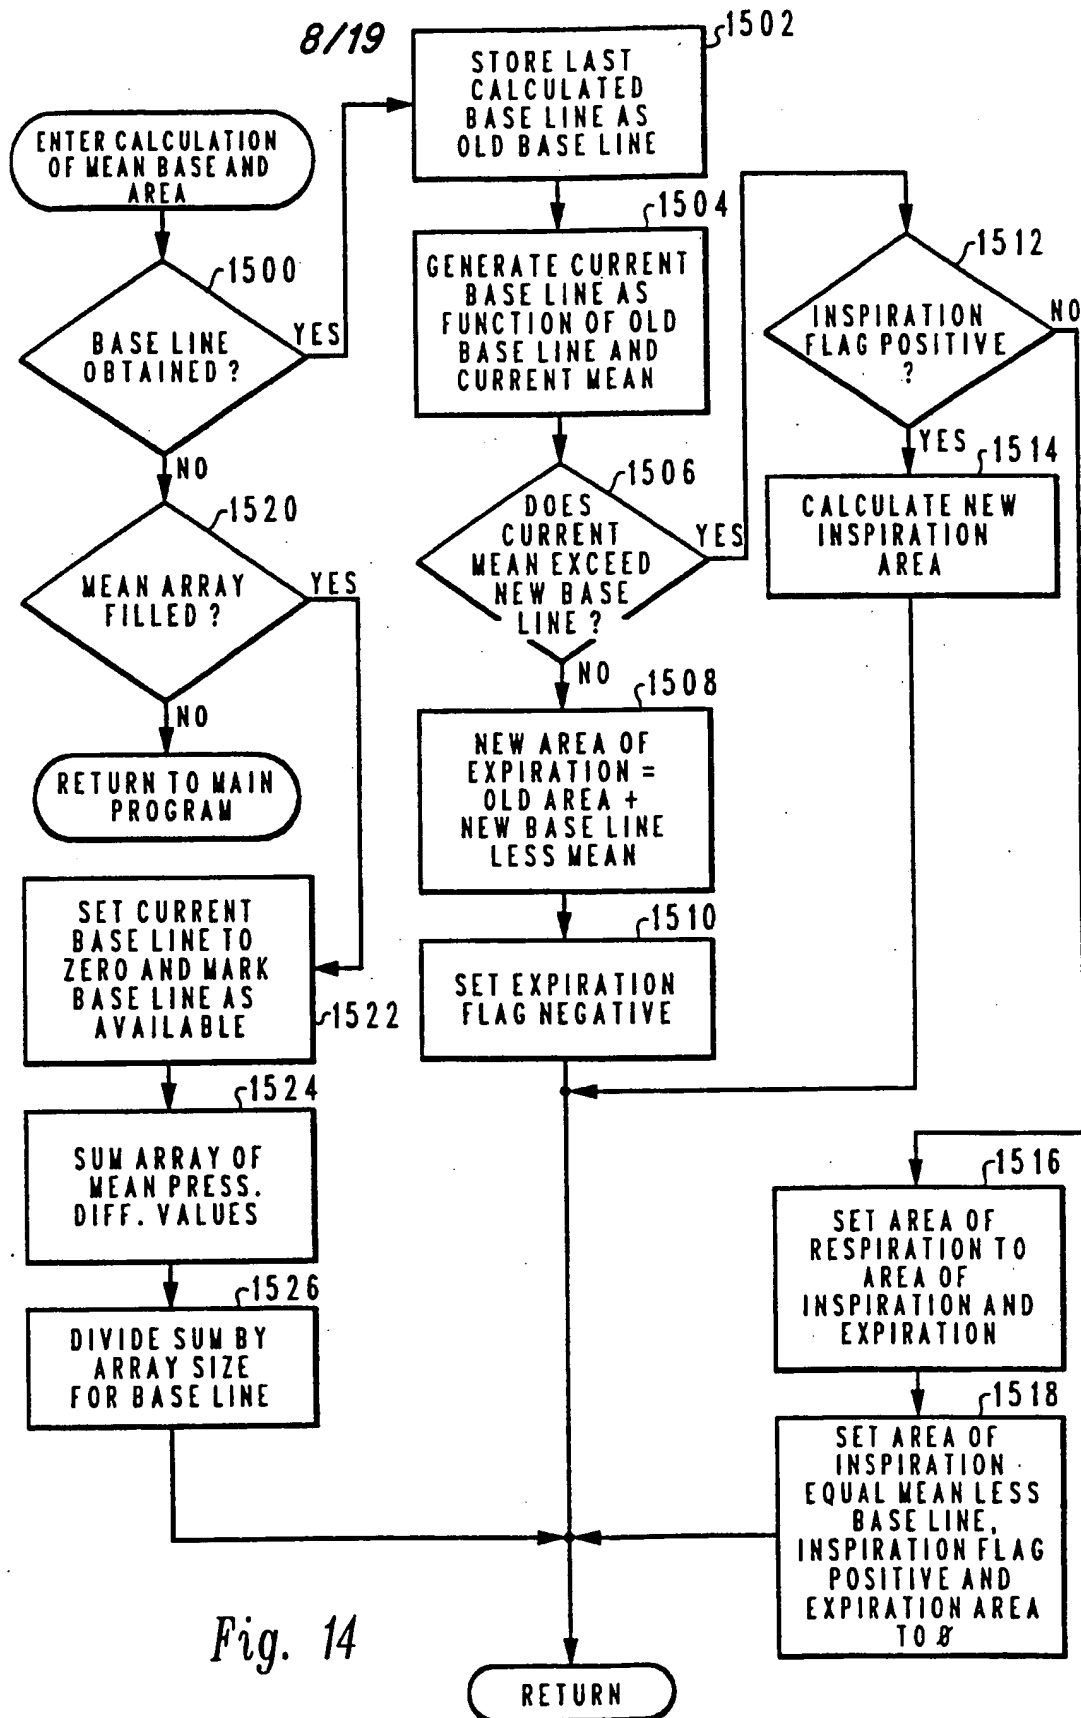 8/19
ENTER CALCULATION
OF MEAN BASE AND
AREA
1500
BASE LINE
OBTAINED ?
YES
NO
1520
MEAN ARRAY
FILLED ?
YES
NO
RETURN TO MAIN
PROGRAM
SET CURRENT
BASE LINE TO
ZERO AND MARK
BASE LINE AS
AVAILABLE
1522
1524
SUM ARRAY OF
MEAN PRESS.
DIFF. VALUES
1526
DIVIDE SUM BY
ARRAY SIZE
FOR BASE LINE
1502
STORE LAST
CALCULATED
BASE LINE AS
OLD BASE LINE
1504
GENERATE CURRENT
BASE LINE AS
FUNCTION OF OLD
BASE LINE AND
CURRENT MEAN
1506
DOES
CURRENT
MEAN EXCEED
NEW BASE
LINE ?
YES
NO
1508
NEW AREA OF
EXPIRATION =
OLD AREA +
NEW BASE LINE
LESS MEAN
1510
SET EXPIRATION
FLAG NEGATIVE
1512
INSPIRATION
FLAG POSITIVE
?
NO
YES
1514
CALCULATE NEW
INSPIRATION
AREA
1516
SET AREA OF
RESPIRATION TO
AREA OF
INSPIRATION AND
EXPIRATION
1518
SET AREA OF
INSPIRATION
EQUAL MEAN LESS
BASE LINE,
INSPIRATION FLAG
POSITIVE AND
EXPIRATION AREA
TO Ø
RETURN
Fig. 14